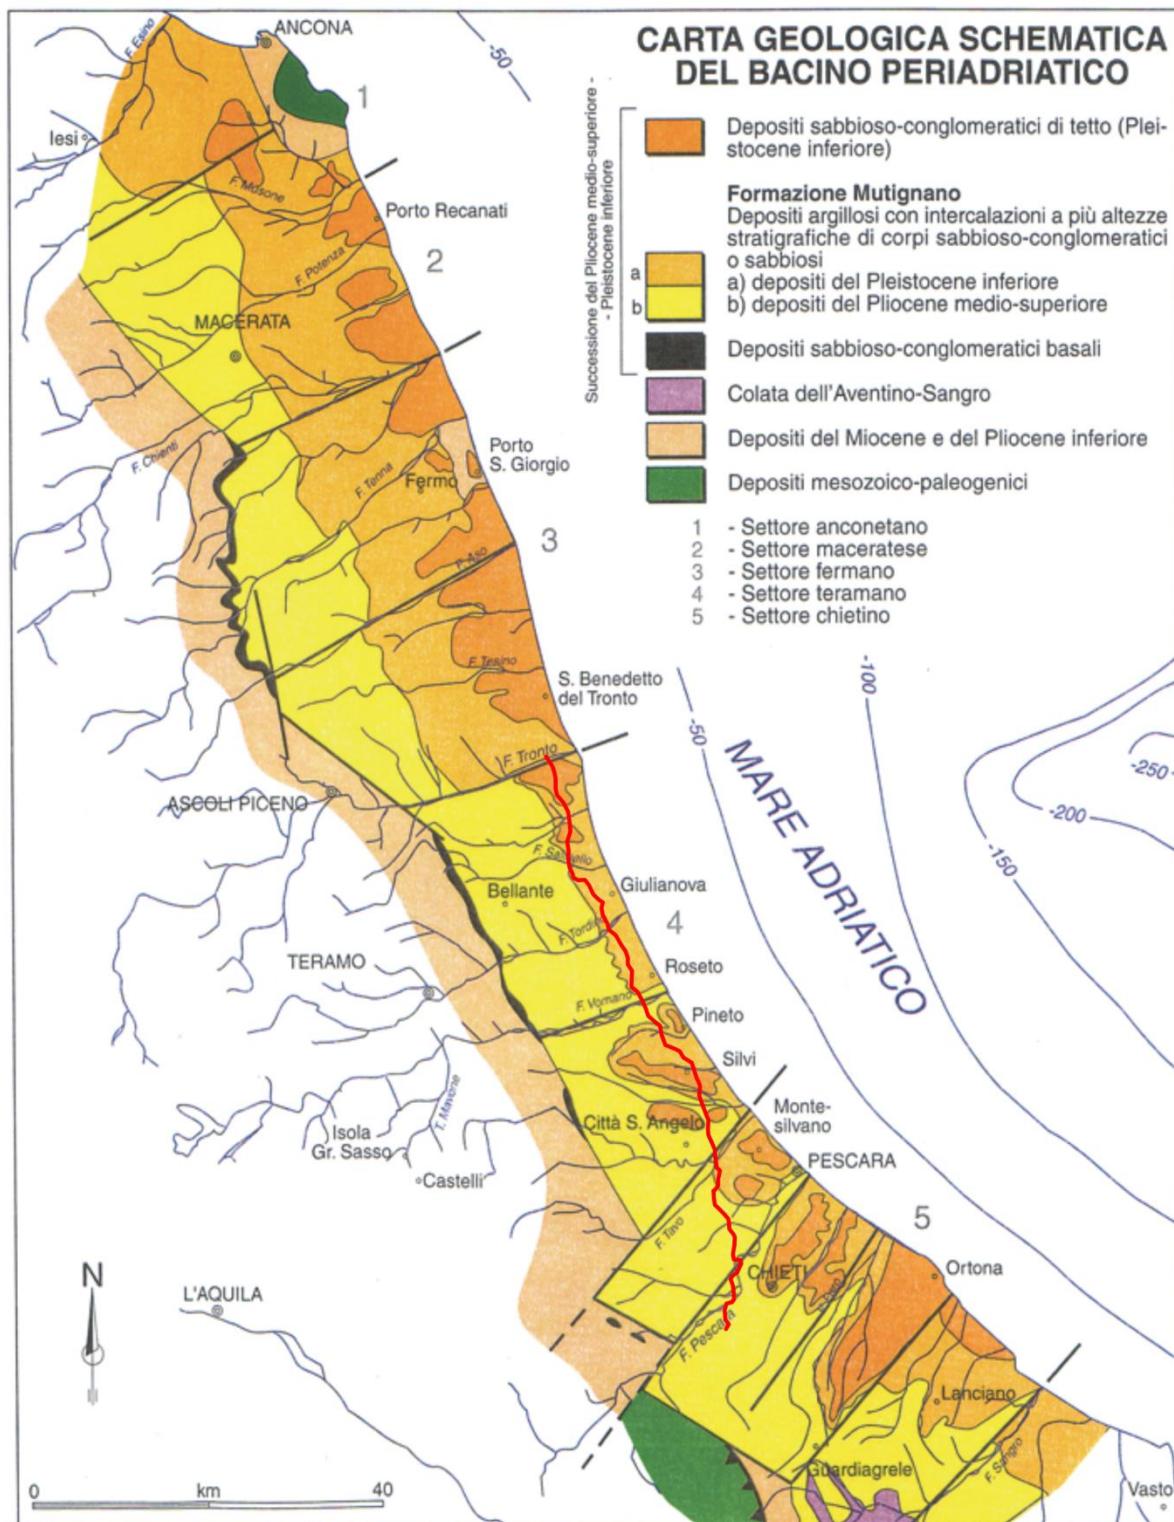 CARTA GEOLOGICA SCHEMATICA
DEL BACINO PERIADRIATICO
Successione del Pliocene medio-superiore -
- Pleistocene inferiore
Depositi sabbioso-conglomeratici di tetto (Plei-
stocene inferiore)
Formazione Mutignano
Depositi argillosi con intercalazioni a più altezze
stratigrafiche di corpi sabbioso-conglomeratici
o sabbiosi
a
a) depositi del Pleistocene inferiore
b
b) depositi del Pliocene medio-superiore
Depositi sabbioso-conglomeratici basali
Colata dell'Aventino-Sangro
Depositi del Miocene e del Pliocene inferiore
Depositi mesozoico-paleogenici
1 - Settore anconetano
2 - Settore maceratese
3 - Settore fermano
4 - Settore teramano
5 - Settore chietino
F. Esino
ANCONA
-50
1
Iesi
F. Musone
Porto Recanati
2
F. Potenza
MACERATA
F. Chienti
Porto
S. Giorgio
F. Tenna
Fermo
3
F. Aso
F. Tesino
S. Benedetto
del Tronto
-50
-100
F. Tronto
MARE ADRIATICO
-250
-200
-150
ASCOLI PICENO
Bellante
Giulianova
4
TERAMO
Roseto
F. Vomano
Pineto
Silvi
T. Mavone
Isola
Gr. Sasso
Castelli
Città S. Angelo
Monte-
silvano
PESCARA
5
F. Tavo
CHIETI
Ortona
N
L'AQUILA
F. Pescara
Lanciano
Guardiagrele
F. Sangro
Vasto
0
km
40